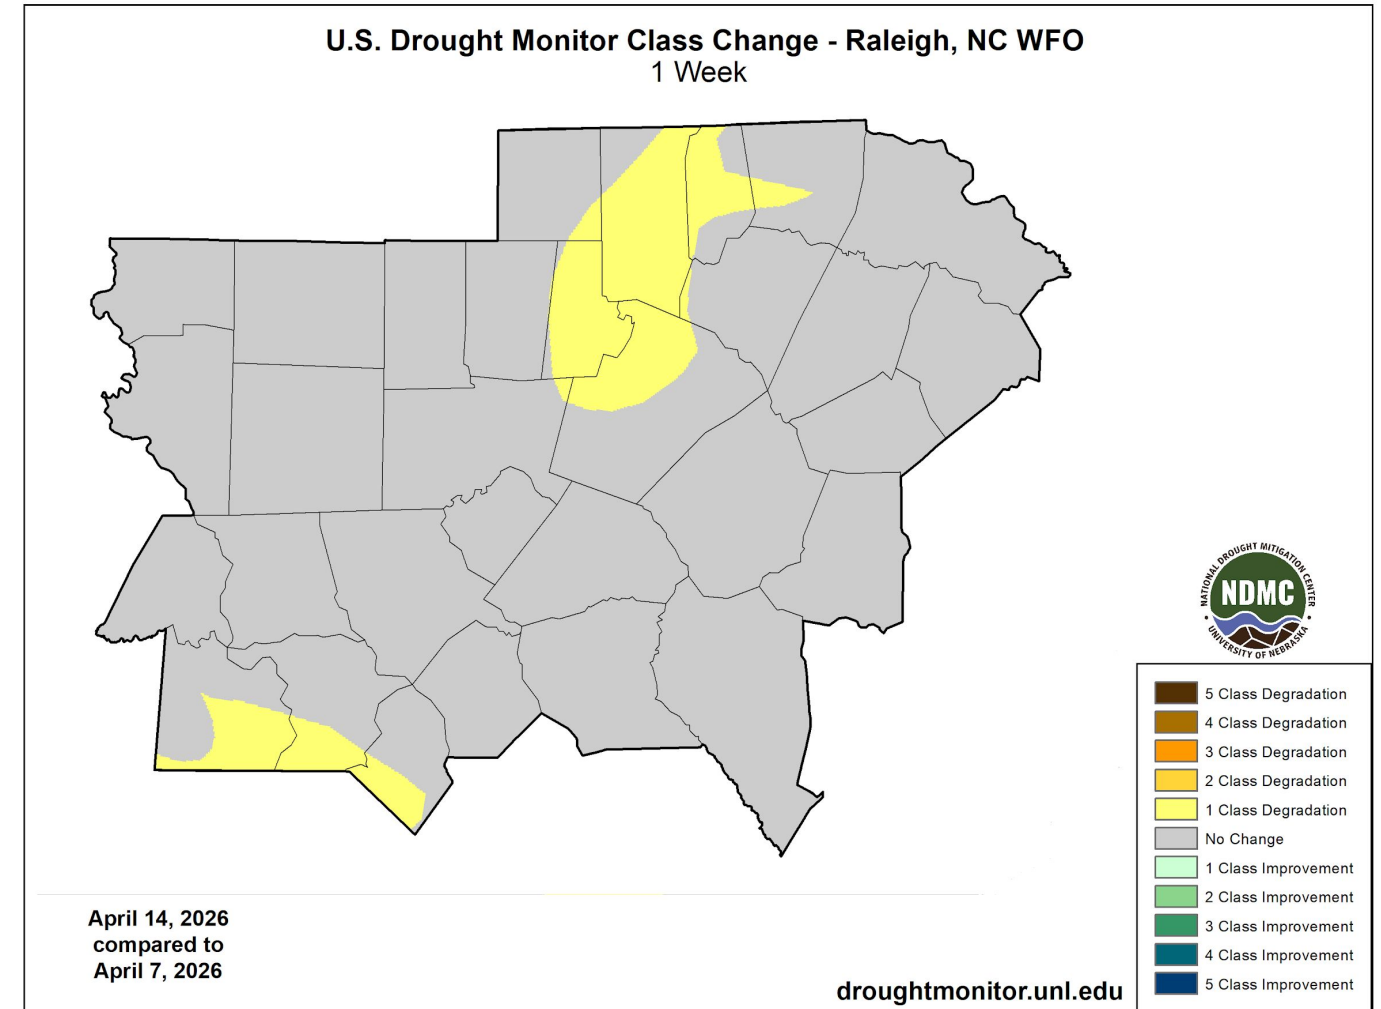 U.S. Drought Monitor Class Change - Raleigh, NC WFO
1 Week
NATIONAL DROUGHT MITIGATION CENTER
NDMC
UNIVERSITY OF NEBRASKA
5 Class Degradation
4 Class Degradation
3 Class Degradation
2 Class Degradation
1 Class Degradation
No Change
1 Class Improvement
2 Class Improvement
3 Class Improvement
4 Class Improvement
5 Class Improvement
April 14, 2026
compared to
April 7, 2026
droughtmonitor.unl.edu